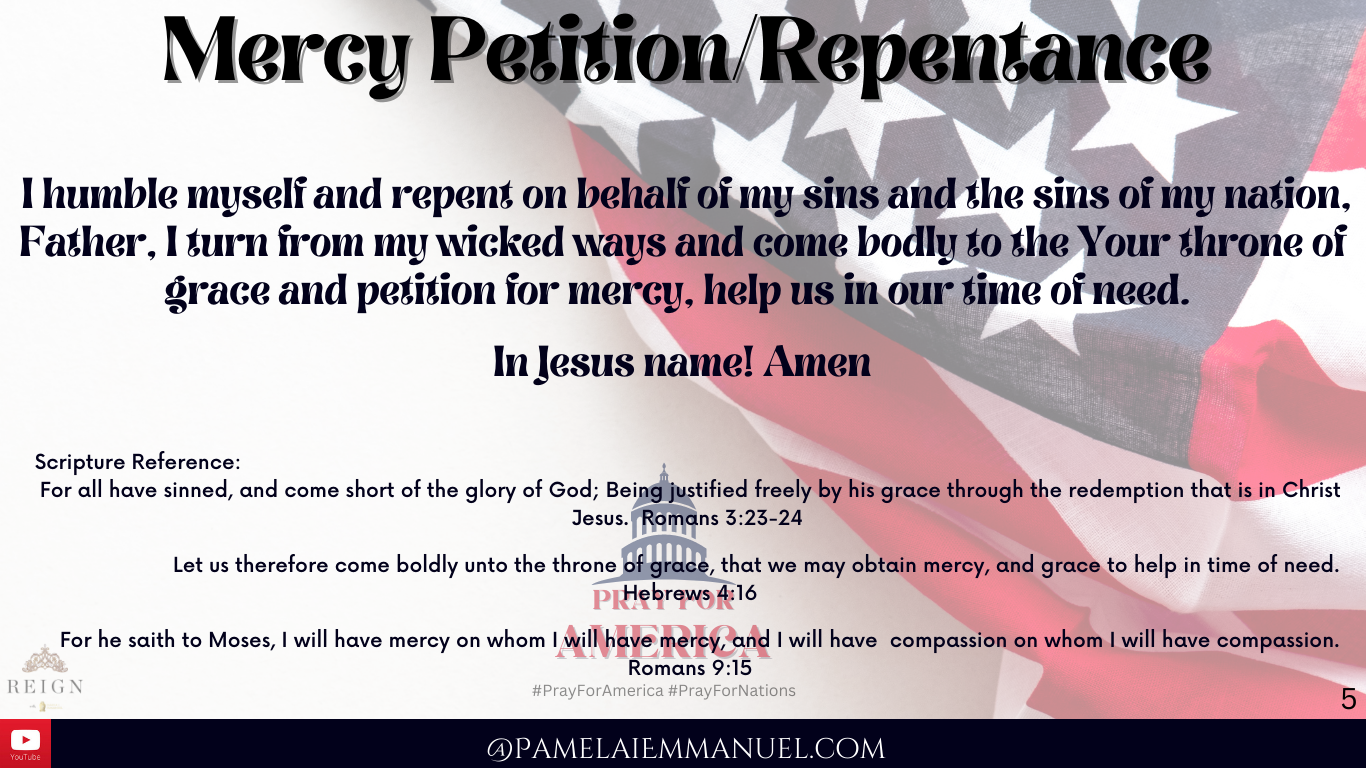 Mercy Petition/Repentance
I humble myself and repent on behalf of my sins and the sins of my nation,
Father, I turn from my wicked ways and come bodly to the Your throne of
grace and petition for mercy, help us in our time of need.
In Jesus name! Amen
Scripture Reference:
For all have sinned, and come short of the glory of God; Being justified freely by his grace through the redemption that is in Christ
Jesus. Romans 3:23-24
Let us therefore come boldly unto the throne of grace, that we may obtain mercy, and grace to help in time of need.
Hebrews 4:16
PRAY FOR
For he saith to Moses, I will have mercy on whom I will have mercy, and I will have compassion on whom I will have compassion.
AMERICA
Romans 9:15
REIGN
#PrayForAmerica #PrayForNations
5
YouTube
@PAMELAIEMMANUEL.COM